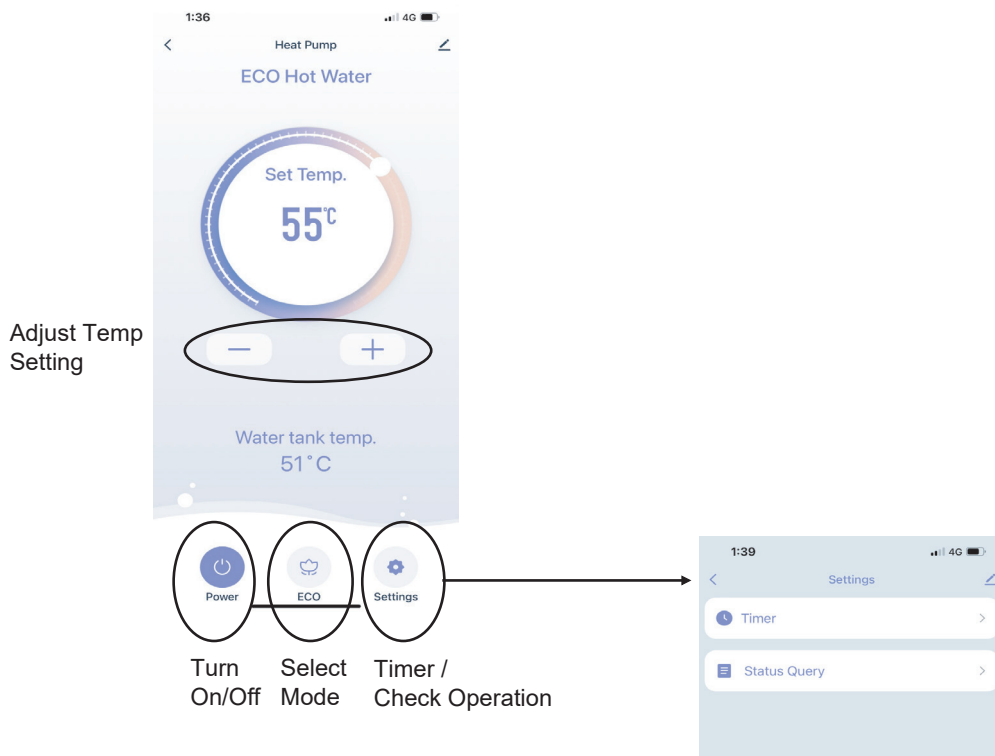 1:36
4G
Heat Pump
ECO Hot Water
Set Temp.
55°C
Adjust Temp
Setting
Water tank temp.
51°C
Power
ECO
Settings
Turn
On/Off
Select
Mode
Timer /
Check Operation
1:39
4G
Settings
Timer
Status Query